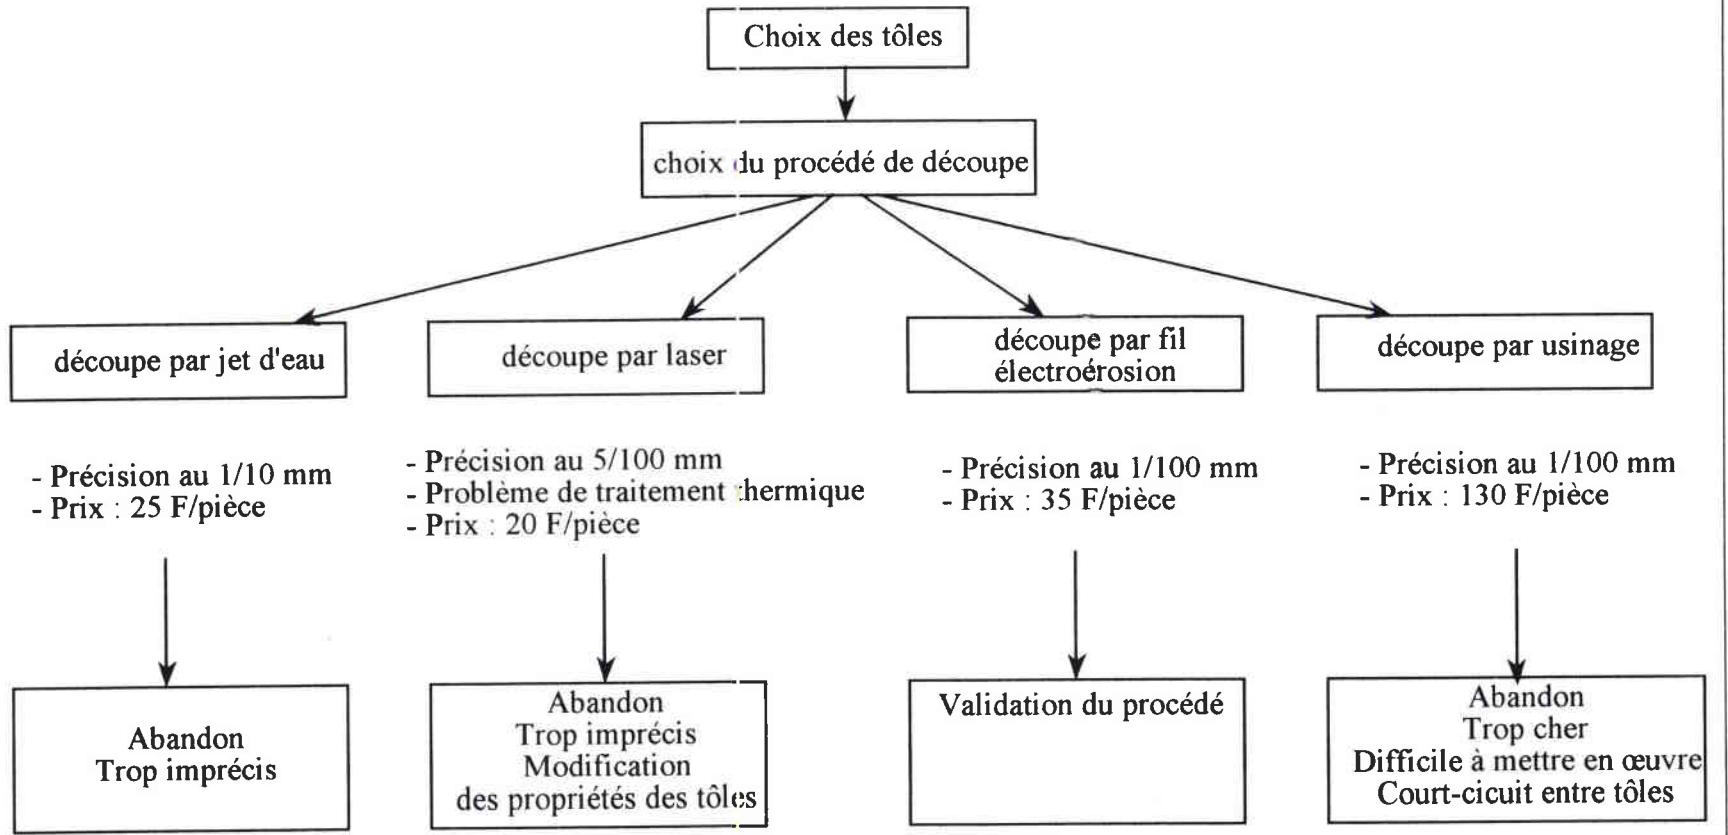 Choix des tôles
choix du procédé de découpe
découpe par jet d'eau
- Précision au 1/10 mm
- Prix : 25 F/pièce
Abandon
Trop imprécis
découpe par laser
- Précision au 5/100 mm
- Problème de traitement thermique
- Prix : 20 F/pièce
Abandon
Trop imprécis
Modification
des propriétés des tôles
découpe par fil
électroérosion
- Précision au 1/100 mm
- Prix : 35 F/pièce
Validation du procédé
découpe par usinage
- Précision au 1/100 mm
- Prix : 130 F/pièce
Abandon
Trop cher
Difficile à mettre en œuvre
Court-cicuit entre tôles